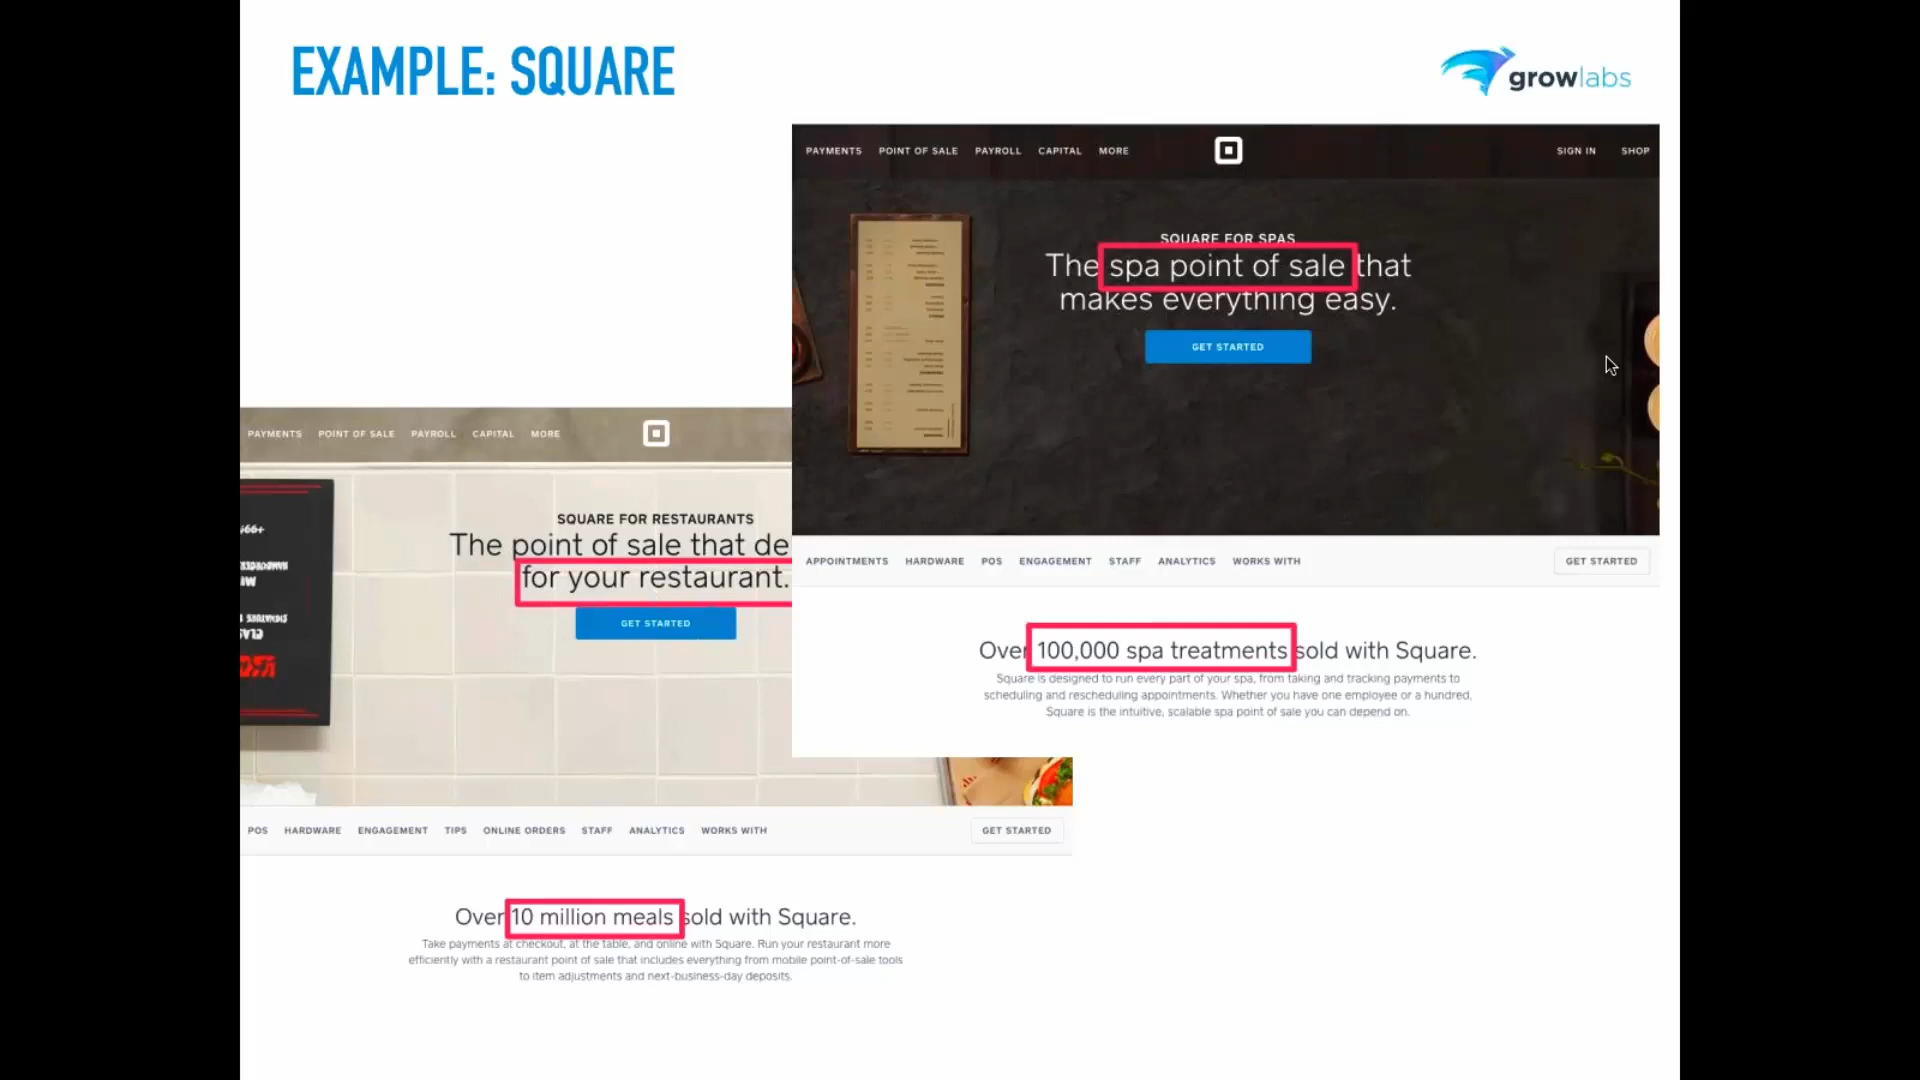 EXAMPLE: SQUARE
growlabs
PAYMENTS POINT OF SALE PAYROLL CAPITAL MORE SIGN IN SHOP
SQUARE FOR SPAS
The spa point of sale that
makes everything easy.
GET STARTED
APPOINTMENTS HARDWARE POS ENGAGEMENT STAFF ANALYTICS WORKS WITH GET STARTED
Over 100,000 spa treatments sold with Square.
Square is designed to run every part of your spa, from taking and tracking payments to
scheduling and rescheduling appointments. Whether you have one employee or a hundred,
Square is the intuitive, scalable spa point of sale you can depend on.
PAYMENTS POINT OF SALE PAYROLL CAPITAL MORE
SQUARE FOR RESTAURANTS
The point of sale that de
for your restaurant.
GET STARTED
POS HARDWARE ENGAGEMENT TIPS ONLINE ORDERS STAFF ANALYTICS WORKS WITH GET STARTED
Over 10 million meals sold with Square.
Take payments at checkout, at the table, and online with Square. Run your restaurant more
efficiently with a restaurant point of sale that includes everything from mobile point-of-sale tools
to item adjustments and next-business-day deposits.